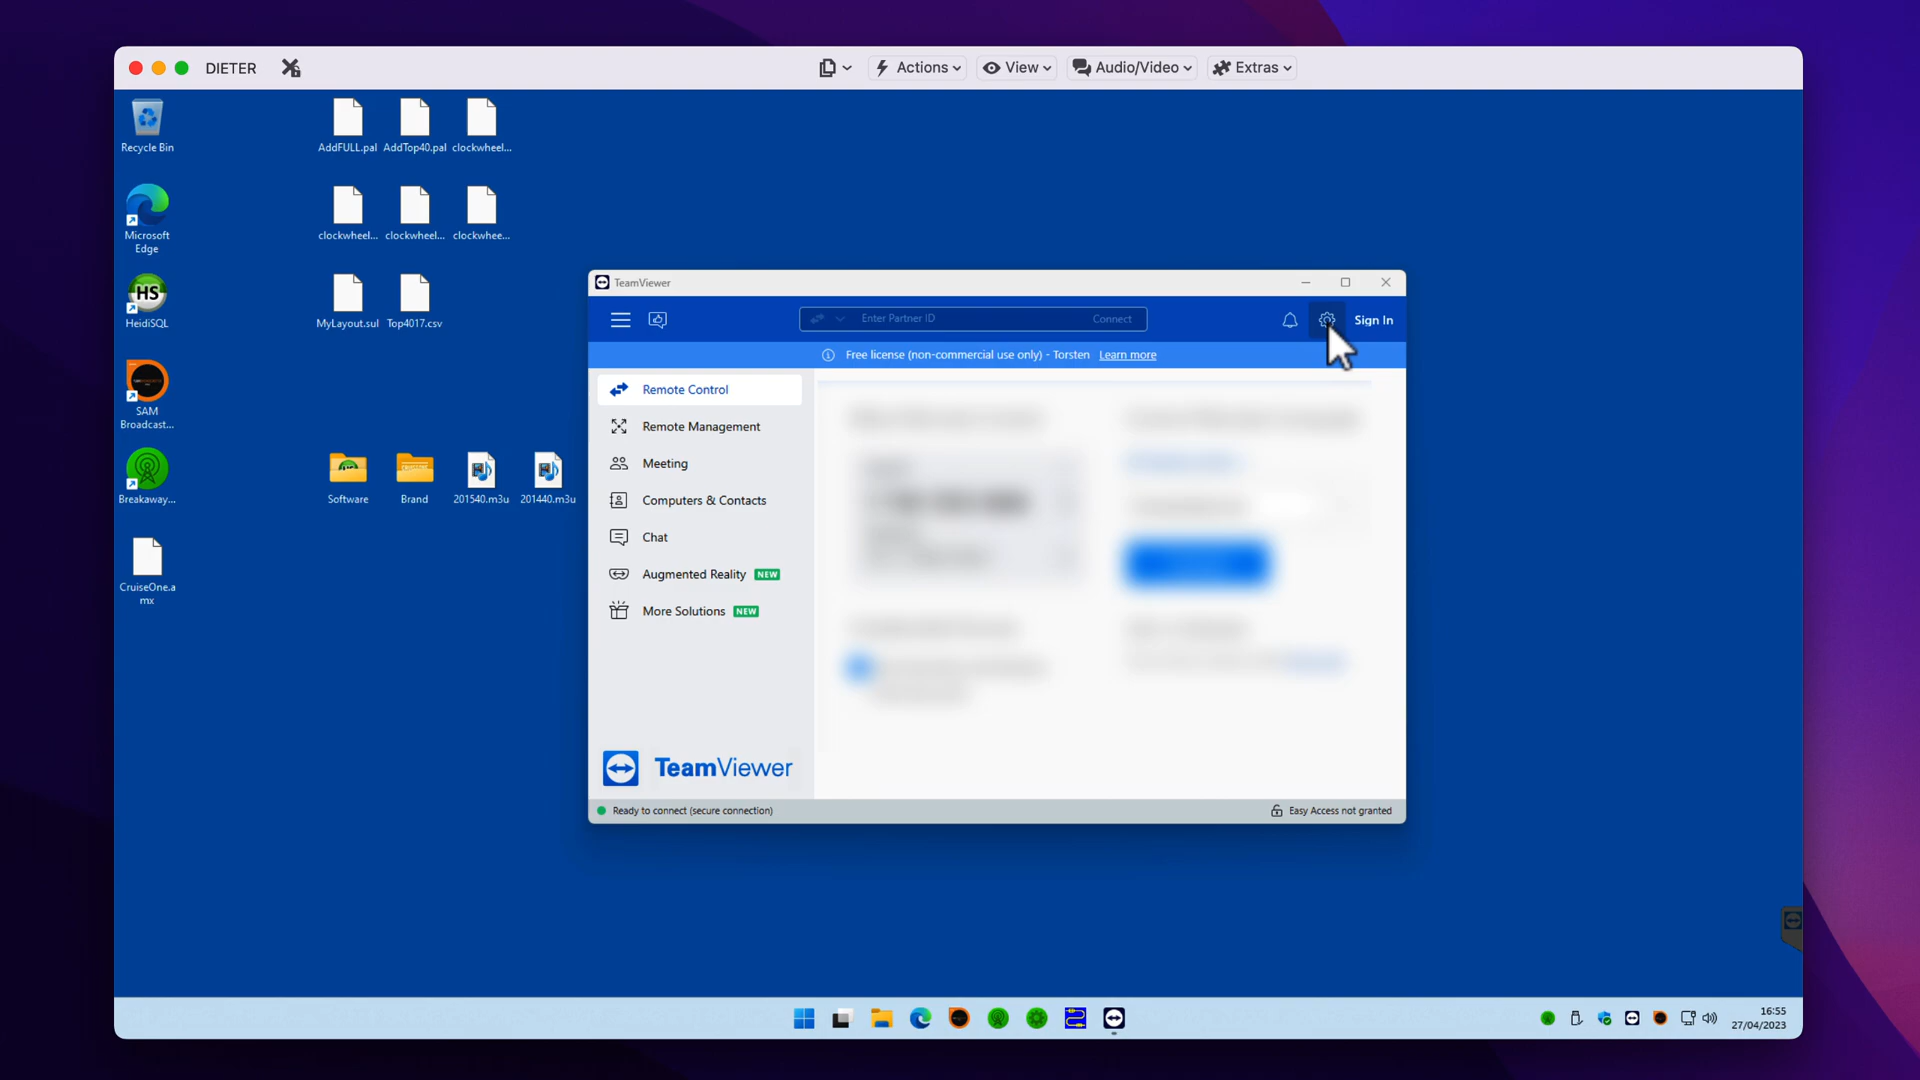 DIETER
Actions
View
Audio/Video
Extras
Recycle Bin
AddFULL.pal
AddTop40.pal
clockwheel...
Microsoft
Edge
clockwheel...
clockwheel...
clockwhee...
HS
HeidiSQL
MyLayout.sul
Top4017.csv
SAM
Broadcast...
Breakaway...
Software
Brand
201540.m3u
201440.m3u
CruiseOne.a
mx
TeamViewer
Enter Partner ID
Connect
Sign In
Free license (non-commercial use only) - Torsten Learn more
Remote Control
Remote Management
Meeting
Computers & Contacts
Chat
Augmented Reality NEW
More Solutions NEW
TeamViewer
Ready to connect (secure connection)
Easy Access not granted
16:55
27/04/2023